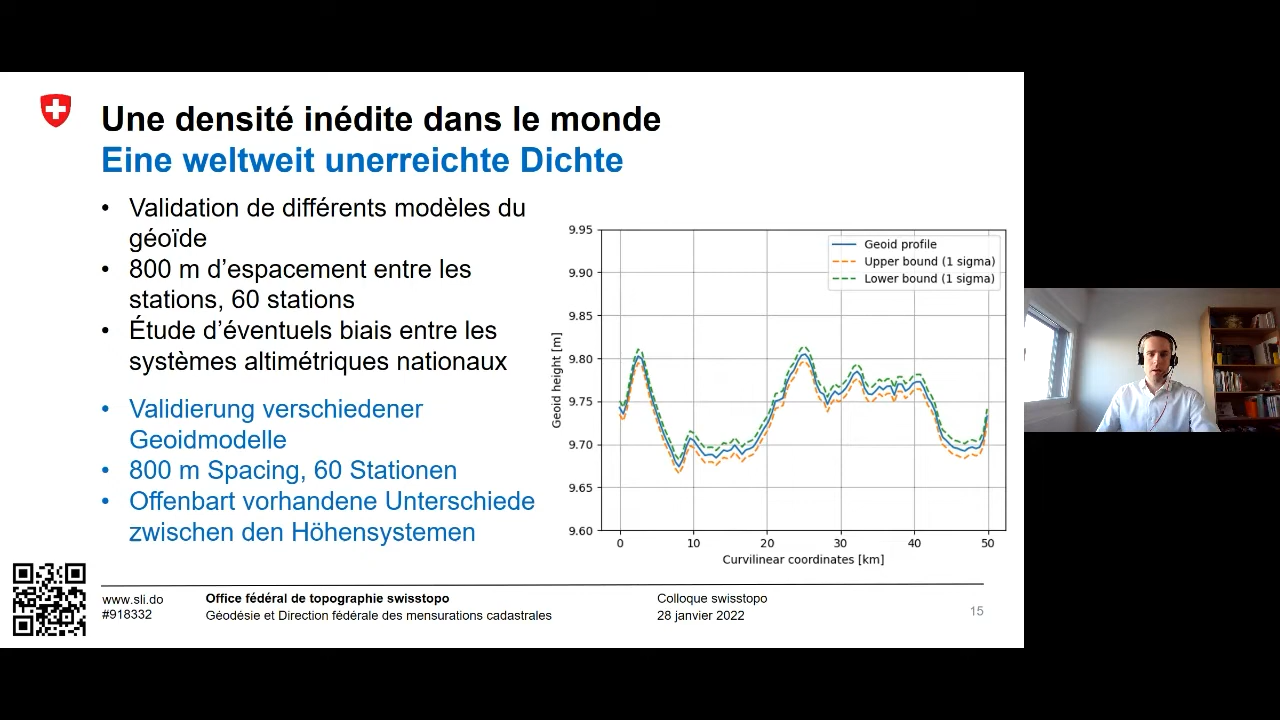 Une densité inédite dans le monde
Eine weltweit unerreichte Dichte
• Validation de différents modèles du
géoïde
• 800 m d’espacement entre les
stations, 60 stations
• Étude d’éventuels biais entre les
systèmes altimétriques nationaux
• Validierung verschiedener
Geoidmodelle
• 800 m Spacing, 60 Stationen
• Offenbart vorhandene Unterschiede
zwischen den Höhensystemen
Geoid height [m]
9.95
9.90
9.85
9.80
9.75
9.70
9.65
9.60
Geoid profile
Upper bound (1 sigma)
Lower bound (1 sigma)
0 10 20 30 40 50
Curvilinear coordinates [km]
www.sli.do
#918332
Office fédéral de topographie swisstopo
Géodésie et Direction fédérale des mensurations cadastrales
Colloque swisstopo
28 janvier 2022
15